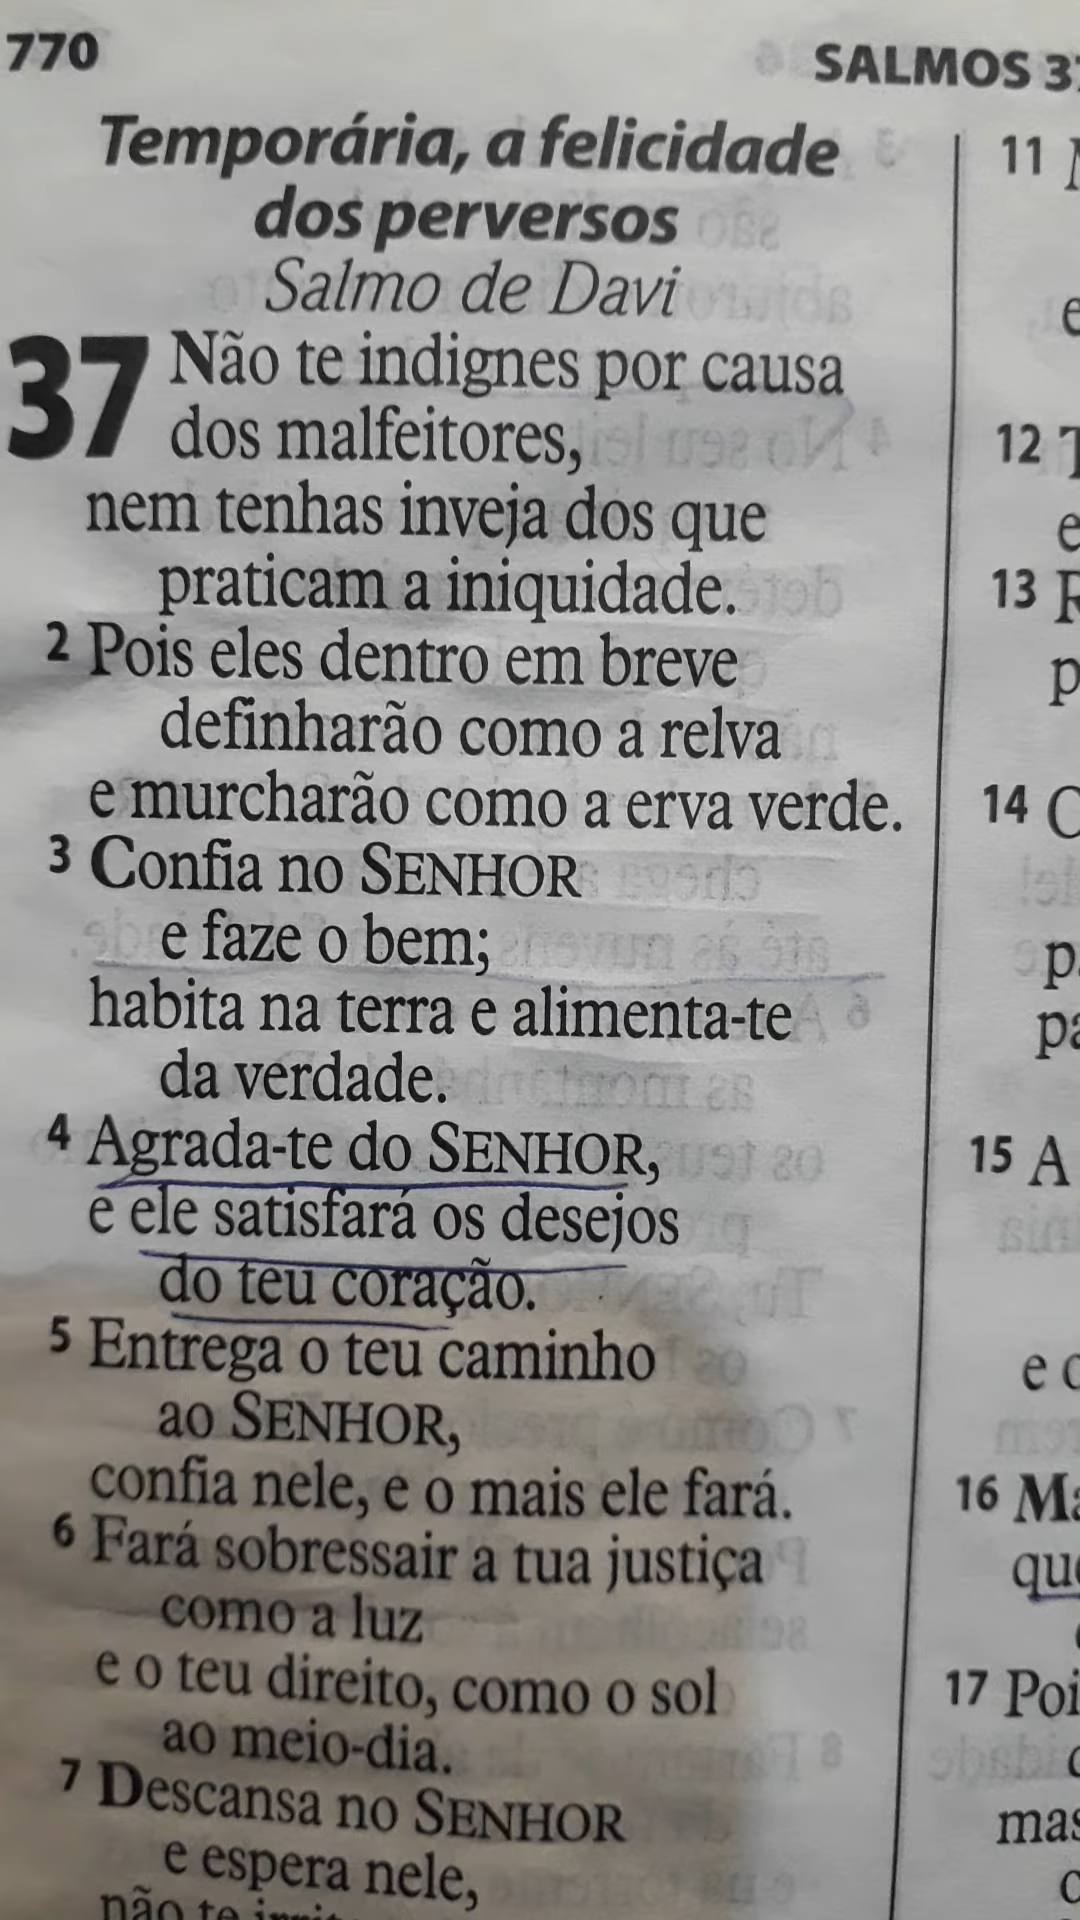 770
SALMOS 37
Temporária, a felicidade
dos perversos
Salmo de Davi
37 Não te indignes por causa
dos malfeitores,
nem tenhas inveja dos que
praticam a iniquidade.
2 Pois eles dentro em breve
definharão como a relva
e murcharão como a erva verde.
3 Confia no SENHOR
e faze o bem;
habita na terra e alimenta-te
da verdade.
4 Agrada-te do SENHOR,
e ele satisfará os desejos
do teu coração.
5 Entrega o teu caminho
ao SENHOR,
confia nele, e o mais ele fará.
6 Fará sobressair a tua justiça
como a luz
e o teu direito, como o sol
ao meio-dia.
7 Descansa no SENHOR
e espera nele,
não te
11
12
13
14
15 A
16
17